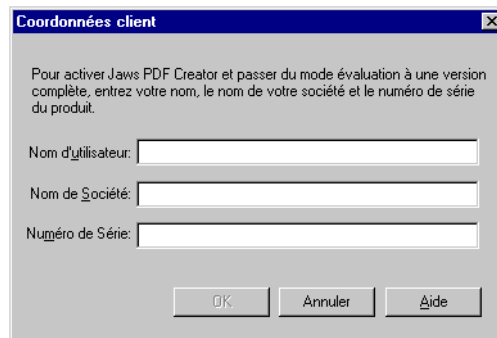 Coordonnées client
Pour activer Jaws PDF Creator et passer du mode évaluation à une version
complète, entrez votre nom, le nom de votre société et le numéro de série
du produit.
Nom d'utilisateur:
Nom de Société:
Numéro de Série:
OK Annuler Aide